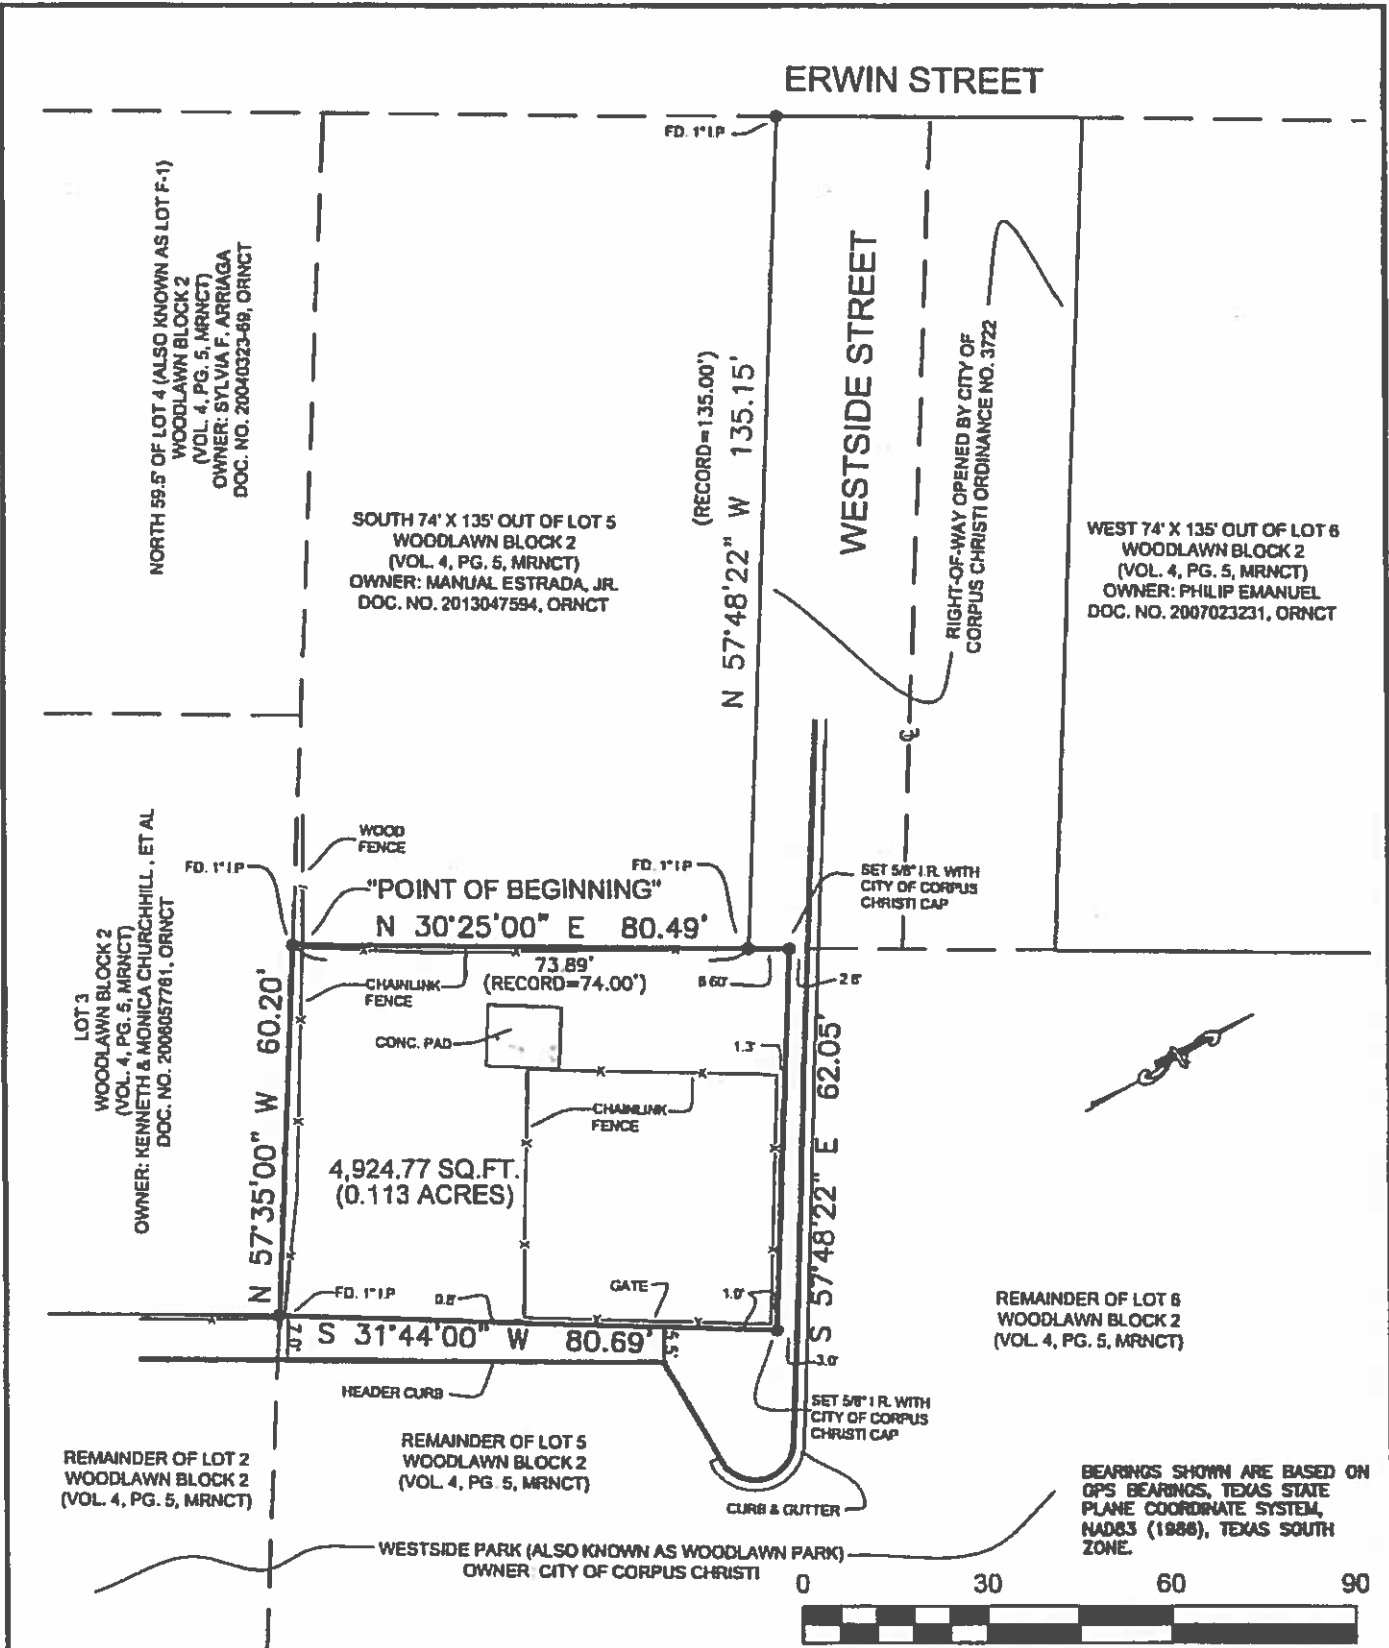 ERWIN STREET
FD. 1" I.P
NORTH 59.5' OF LOT 4 (ALSO KNOWN AS LOT F-1)
WOODLAWN BLOCK 2
(VOL. 4, PG. 5, MRNCT)
OWNER: SYLVIA F. ARRIAGA
DOC. NO. 20040323-69, ORNCT
SOUTH 74' X 135' OUT OF LOT 5
WOODLAWN BLOCK 2
(VOL. 4, PG. 5, MRNCT)
OWNER: MANUAL ESTRADA, JR.
DOC. NO. 2013047594, ORNCT
(RECORD=135.00')
N 57°48'22" W 135.15'
WESTSIDE STREET
RIGHT-OF-WAY OPENED BY CITY OF
CORPUS CHRISTI ORDINANCE NO. 3722
WEST 74' X 135' OUT OF LOT 6
WOODLAWN BLOCK 2
(VOL. 4, PG. 5, MRNCT)
OWNER: PHILIP EMANUEL
DOC. NO. 2007023231, ORNCT
WOOD
FENCE
FD. 1" I.P
"POINT OF BEGINNING"
FD. 1" I.P
SET 5/8" I.R. WITH
CITY OF CORPUS
CHRISTI CAP
N 30°25'00" E 80.49'
73.89'
(RECORD=74.00')
6.60'
2.8'
LOT 3
WOODLAWN BLOCK 2
(VOL. 4, PG. 5, MRNCT)
OWNER: KENNETH & MONICA CHURCHHILL, ET AL
DOC. NO. 2006057761, ORNCT
N 57°35'00" W 60.20'
CHAINLINK
FENCE
CONC. PAD
1.3'
CHAINLINK
FENCE
4,924.77 SQ.FT.
(0.113 ACRES)
S 57°48'22" E 62.05'
N
FD. 1" I.P
0.8'
GATE
1.0'
7.0'
S 31°44'00" W 80.69'
5.5'
3.0'
REMAINDER OF LOT 6
WOODLAWN BLOCK 2
(VOL. 4, PG. 5, MRNCT)
HEADER CURB
SET 5/8" I.R. WITH
CITY OF CORPUS
CHRISTI CAP
REMAINDER OF LOT 2
WOODLAWN BLOCK 2
(VOL. 4, PG. 5, MRNCT)
REMAINDER OF LOT 5
WOODLAWN BLOCK 2
(VOL. 4, PG. 5, MRNCT)
CURB & GUTTER
BEARINGS SHOWN ARE BASED ON
GPS BEARINGS, TEXAS STATE
PLANE COORDINATE SYSTEM,
NAD83 (1986), TEXAS SOUTH
ZONE.
WESTSIDE PARK (ALSO KNOWN AS WOODLAWN PARK)
OWNER: CITY OF CORPUS CHRISTI
0 30 60 90